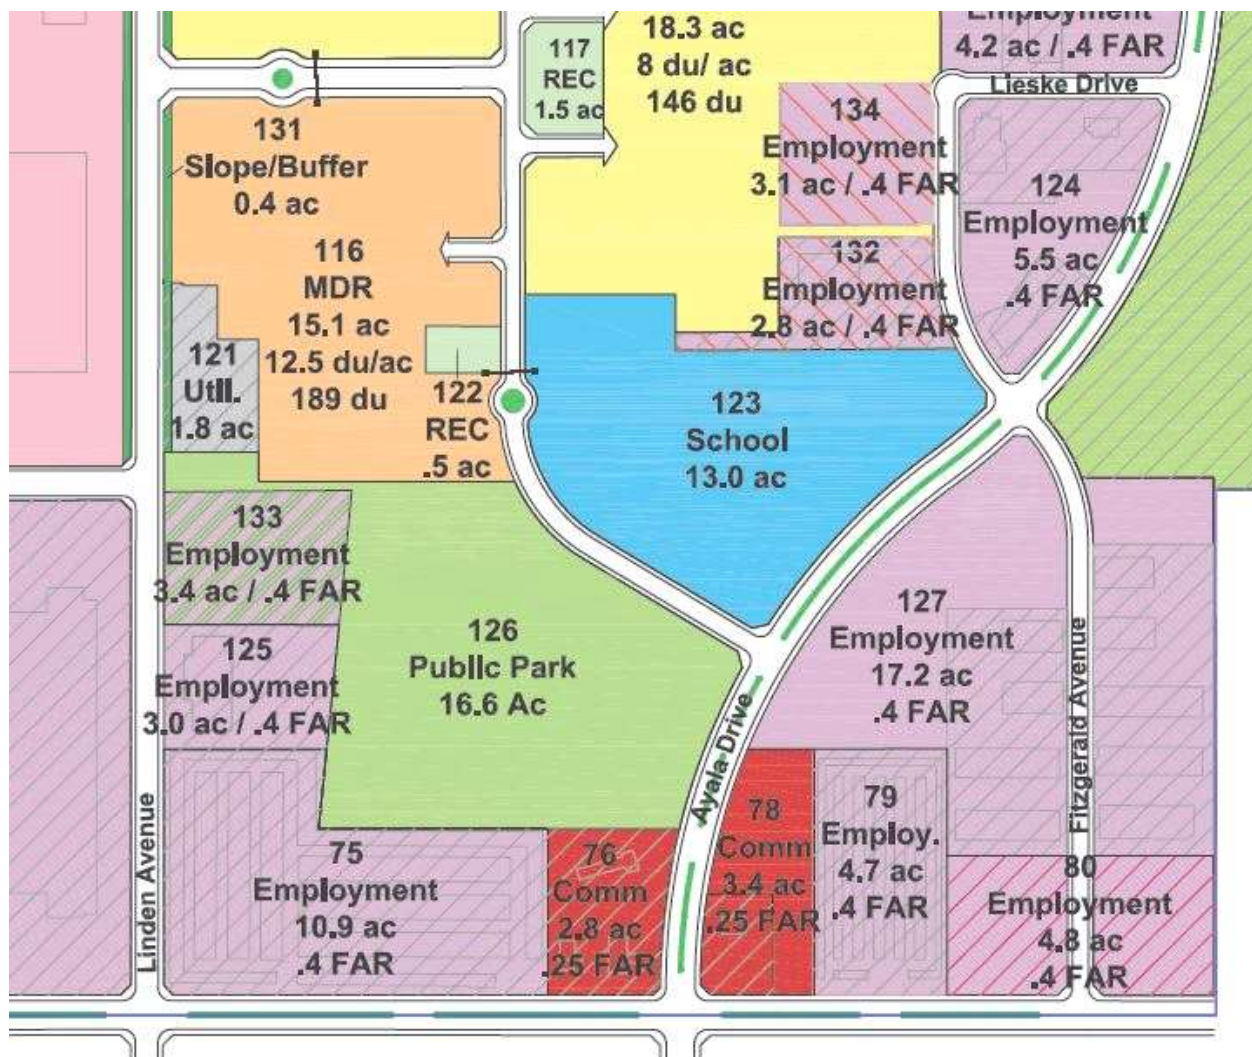 117
REC
1.5 ac
18.3 ac
8 du/ ac
146 du
Employment
4.2 ac / .4 FAR
Lieske Drive
131
Slope/Buffer
0.4 ac
134
Employment
3.1 ac / .4 FAR
124
Employment
5.5 ac
.4 FAR
116
MDR
15.1 ac
12.5 du/ac
189 du
132
Employment
2.8 ac / .4 FAR
121
Util.
1.8 ac
122
REC
.5 ac
123
School
13.0 ac
133
Employment
3.4 ac / .4 FAR
125
Employment
3.0 ac / .4 FAR
126
Public Park
16.6 Ac
127
Employment
17.2 ac
.4 FAR
Ayala Drive
Fitzgerald Avenue
Linden Avenue
75
Employment
10.9 ac
.4 FAR
76
Comm
2.8 ac
.25 FAR
78
Comm
3.4 ac
.25 FAR
79
Employ.
4.7 ac
.4 FAR
80
Employment
4.8 ac
.4 FAR